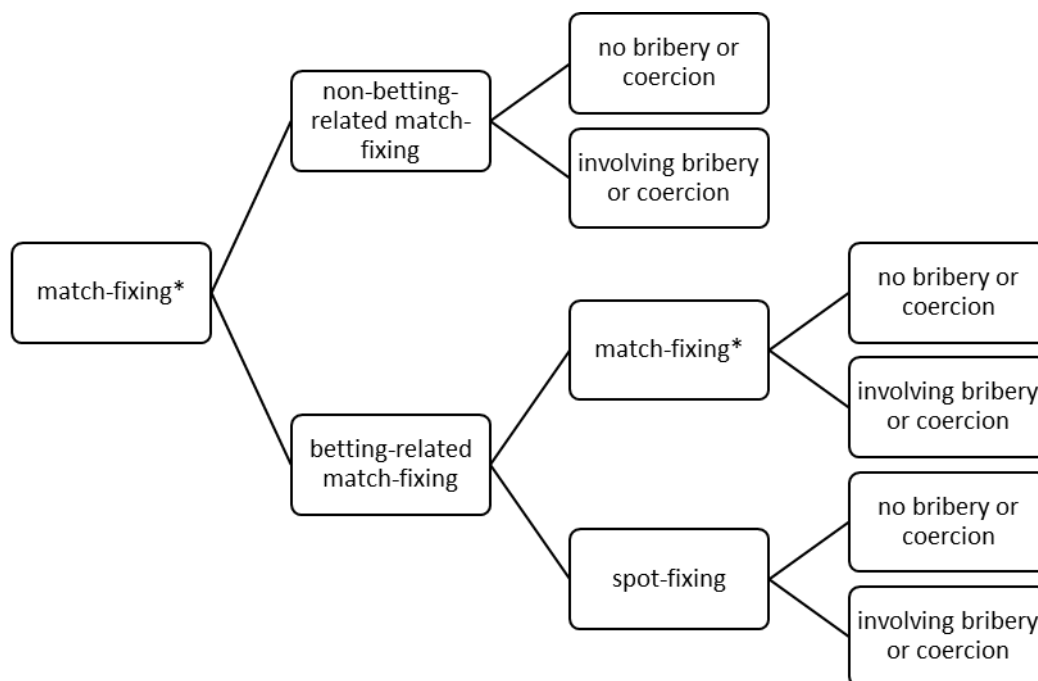 no bribery or
coercion
non-betting-
related match-
fixing
involving bribery
or coercion
match-fixing*
no bribery or
coercion
match-fixing*
involving bribery
or coercion
betting-related
match-fixing
no bribery or
coercion
spot-fixing
involving bribery
or coercion